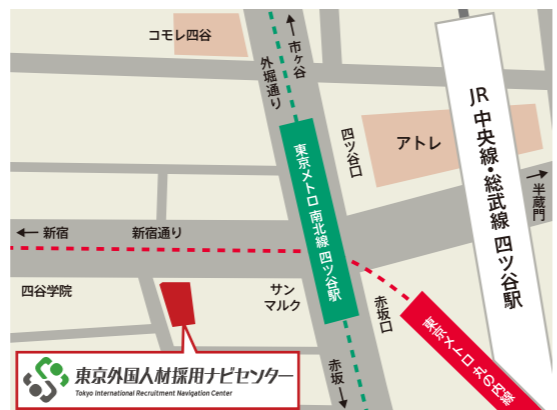 コモレ四谷
市ヶ谷
外堀通り
JR 中央線・総武線 四ツ谷駅
四ツ谷口
アトレ
東京メトロ 南北線 四ツ谷駅
半蔵門
新宿
新宿通り
四谷学院
サン
マルク
赤坂口
東京メトロ 丸の内線
赤坂
東京外国人材採用ナビセンター
Tokyo International Recruitment Navigation Center